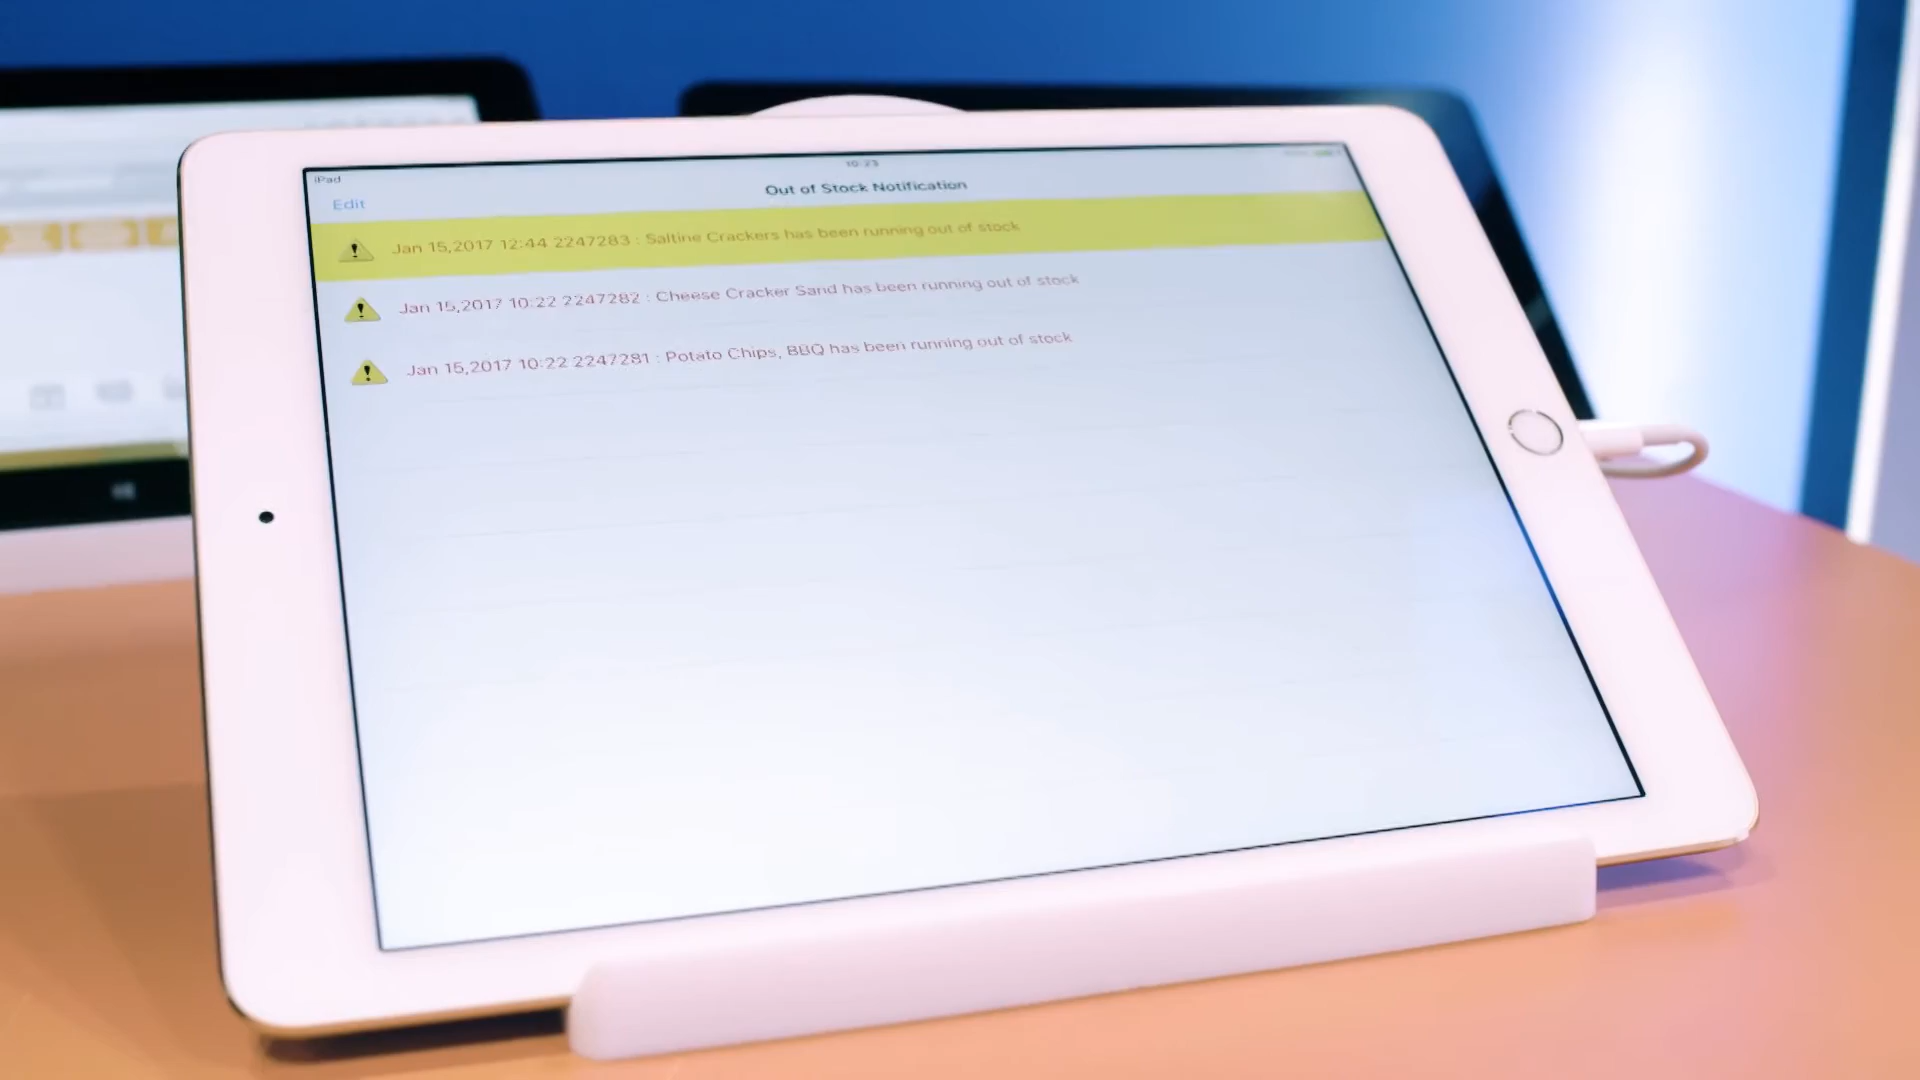 iPad
10:23
Edit
Out of Stock Notification
Jan 15,2017 12:44 2247283 : Saltine Crackers has been running out of stock
Jan 15,2017 10:22 2247282 : Cheese Cracker Sand has been running out of stock
Jan 15,2017 10:22 2247281 : Potato Chips, BBQ has been running out of stock